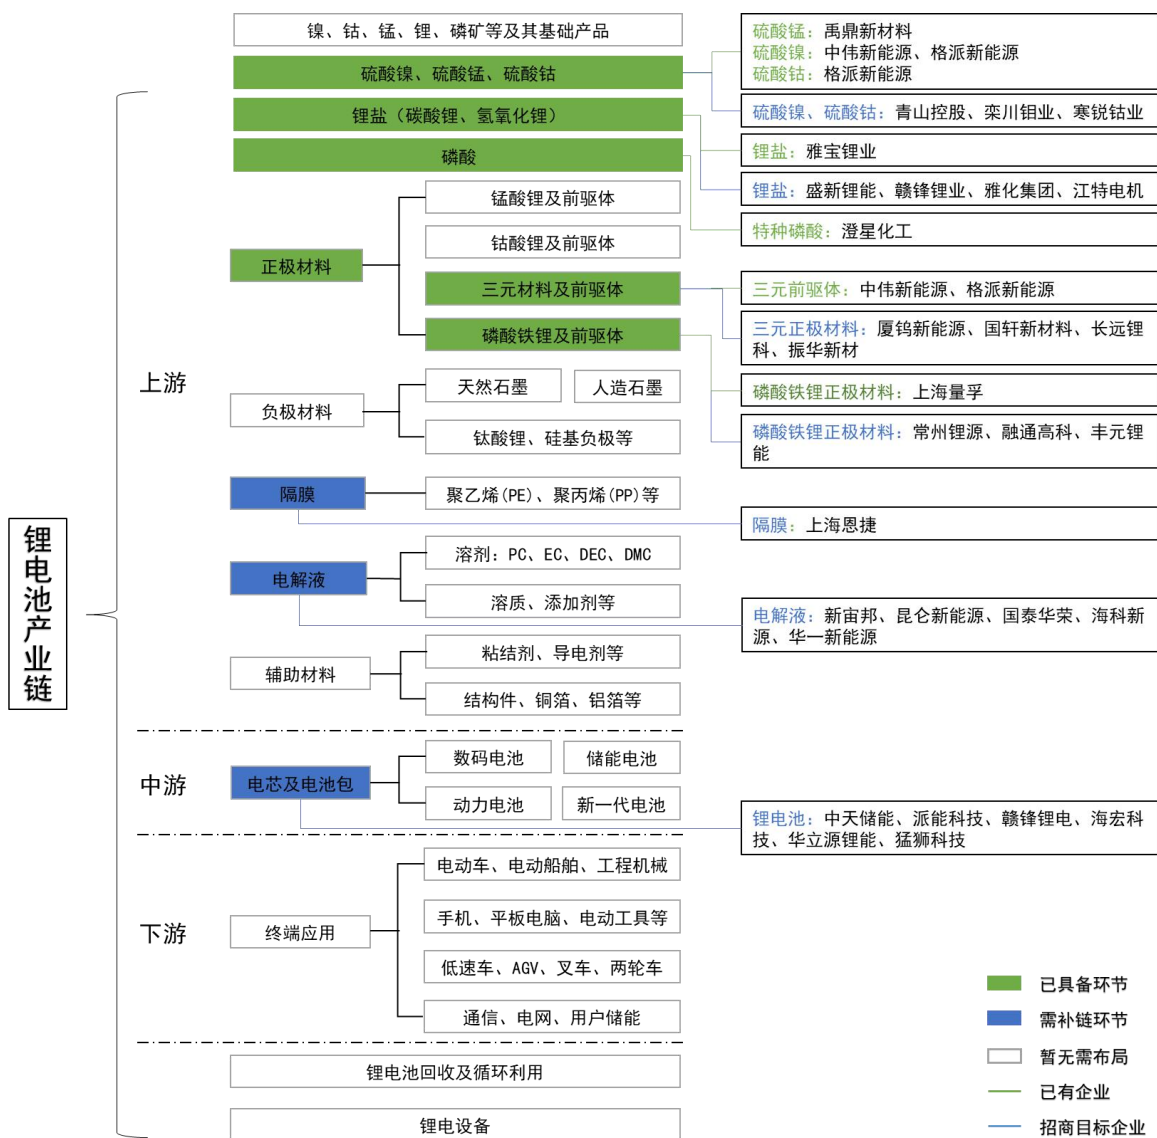 锂电池产业链
上游
中游
下游
镍、钴、锰、锂、磷矿等及其基础产品
硫酸镍、硫酸锰、硫酸钴
锂盐（碳酸锂、氢氧化锂）
磷酸
正极材料
锰酸锂及前驱体
钴酸锂及前驱体
三元材料及前驱体
磷酸铁锂及前驱体
负极材料
天然石墨
人造石墨
钛酸锂、硅基负极等
隔膜
聚乙烯(PE)、聚丙烯(PP)等
电解液
溶剂：PC、EC、DEC、DMC
溶质、添加剂等
辅助材料
粘结剂、导电剂等
结构件、铜箔、铝箔等
电芯及电池包
数码电池
储能电池
动力电池
新一代电池
终端应用
电动车、电动船舶、工程机械
手机、平板电脑、电动工具等
低速车、AGV、叉车、两轮车
通信、电网、用户储能
锂电池回收及循环利用
锂电设备
硫酸锰：禹鼎新材料
硫酸镍：中伟新能源、格派新能源
硫酸钴：格派新能源
硫酸镍、硫酸钴：青山控股、栾川钼业、寒锐钴业
锂盐：雅宝锂业
锂盐：盛新锂能、赣锋锂业、雅化集团、江特电机
特种磷酸：澄星化工
三元前驱体：中伟新能源、格派新能源
三元正极材料：厦钨新能源、国轩新材料、长远锂
科、振华新材
磷酸铁锂正极材料：上海量孚
磷酸铁锂正极材料：常州锂源、融通高科、丰元锂
能
隔膜：上海恩捷
电解液：新宙邦、昆仑新能源、国泰华荣、海科新
源、华一新能源
锂电池：中天储能、派能科技、赣锋锂电、海宏科
技、华立源锂能、猛狮科技
已具备环节
需补链环节
暂无需布局
已有企业
招商目标企业